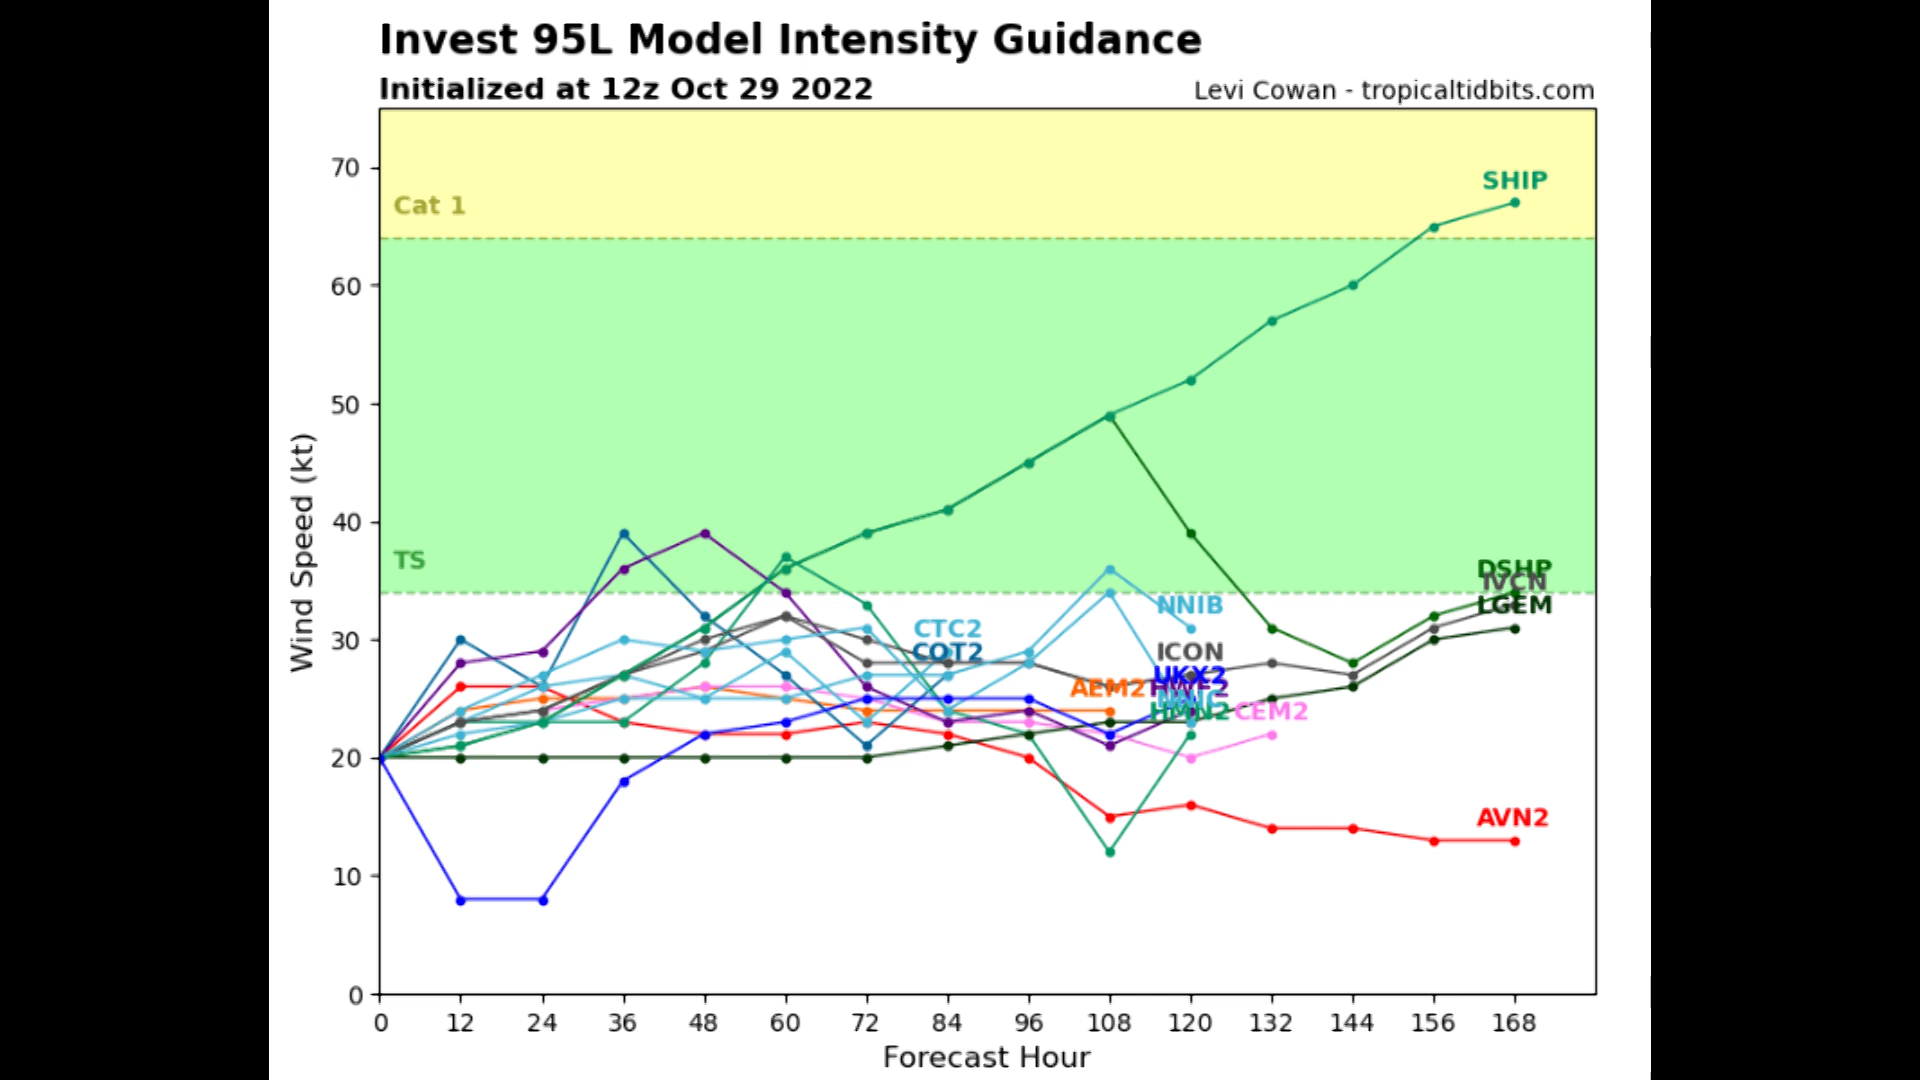 Invest 95L Model Intensity Guidance
Initialized at 12z Oct 29 2022
Levi Cowan - tropicaltidbits.com
70
SHIP
Cat 1
60
50
Wind Speed (kt)
40
TS
DSHP
IVCN
LGEM
NNIB
30
CTC2
COT2
ICON
UKX2
HWF2
AEM2
NNIC
HMN2
CEM2
20
AVN2
10
0
0 12 24 36 48 60 72 84 96 108 120 132 144 156 168
Forecast Hour